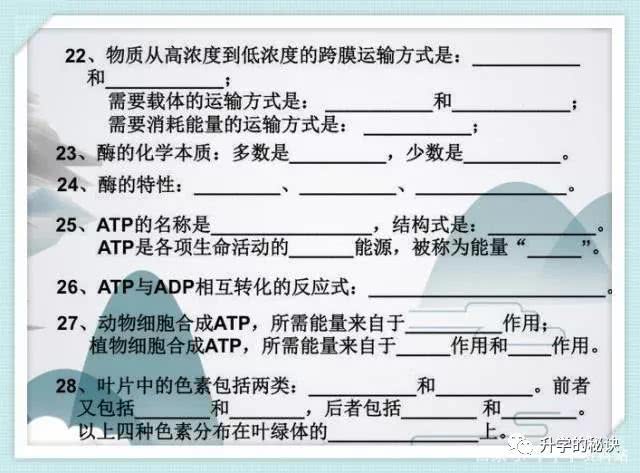 22、物质从高浓度到低浓度的跨膜运输方式是：__________
和__________；
需要载体的运输方式是： __________和__________；
需要消耗能量的运输方式是： __________；
23、酶的化学本质：多数是_________，少数是_________。
24、酶的特性：________、_________、______________。
25、ATP的名称是_______________，结构式是：__________。
ATP是各项生命活动的______能源，被称为能量“_____”。
26、ATP与ADP相互转化的反应式：______________________。
27、动物细胞合成ATP，所需能量来自于_________作用；
植物细胞合成ATP，所需能量来自于_____作用和____作用。
28、叶片中的色素包括两类：__________和________。前者
又包括_______和________，后者包括_______ 和_______。
以上四种色素分布在叶绿体的______________上。
升学的秘诀